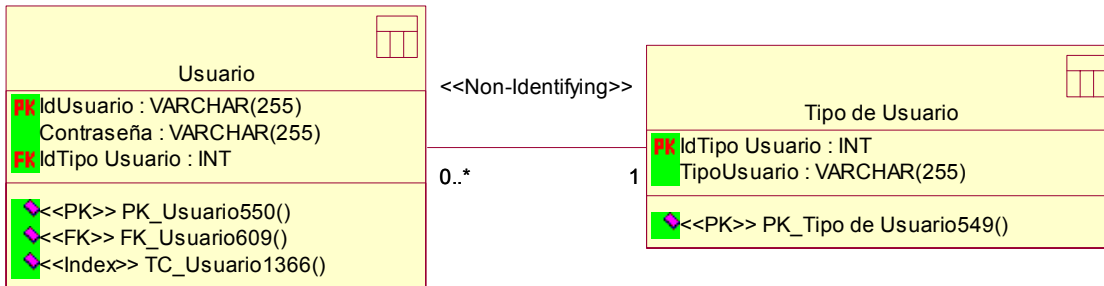 Usuario
PK IdUsuario : VARCHAR(255)
Contraseña : VARCHAR(255)
FK IdTipo Usuario : INT
<<PK>> PK_Usuario550()
<<FK>> FK_Usuario609()
<<Index>> TC_Usuario1366()
<<Non-Identifying>>
0..*
1
Tipo de Usuario
PK IdTipo Usuario : INT
TipoUsuario : VARCHAR(255)
<<PK>> PK_Tipo de Usuario549()